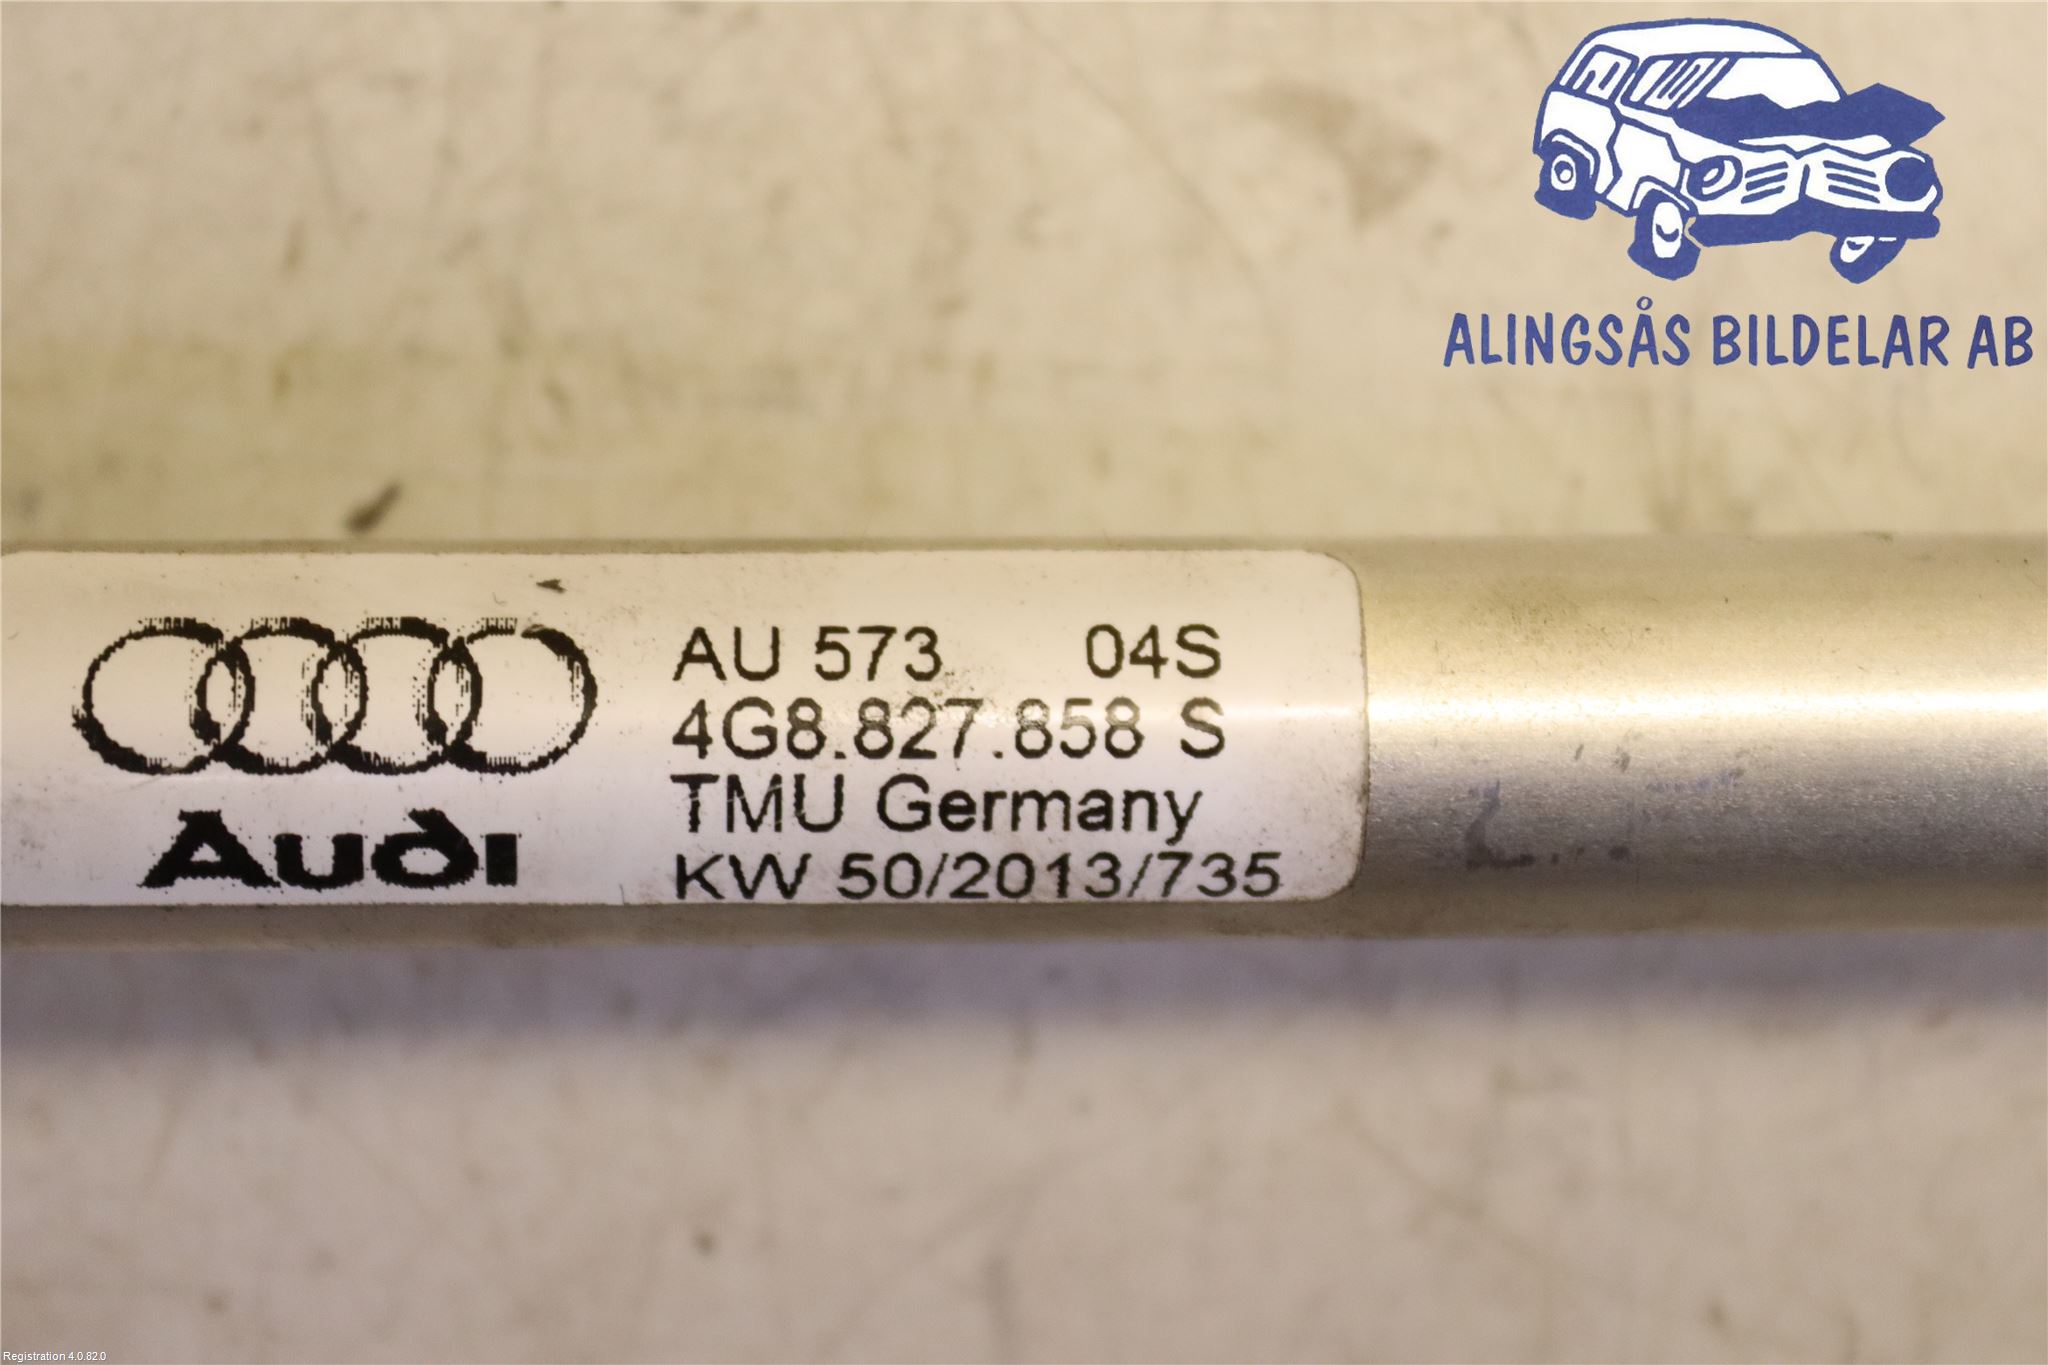 ALINGSÅS BILDELAR AB
AU 573 04S
4G8.827.858 S
TMU Germany
KW 50/2013/735
Audi
Registration 4.0.82.0